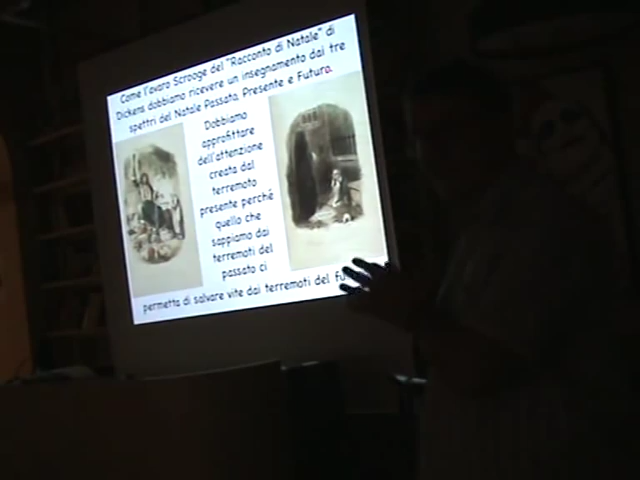 Come l'avaro Scrooge del "Racconto di Natale" di
Dickens dobbiamo ricevere un insegnamento dai tre
spettri del Natale Passato, Presente e Futuro.
Dobbiamo
approfittare
dell'attenzione
creata dal
terremoto
presente perché
quello che
sappiamo dai
terremoti del
passato ci
permetta di salvare vite dai terremoti del